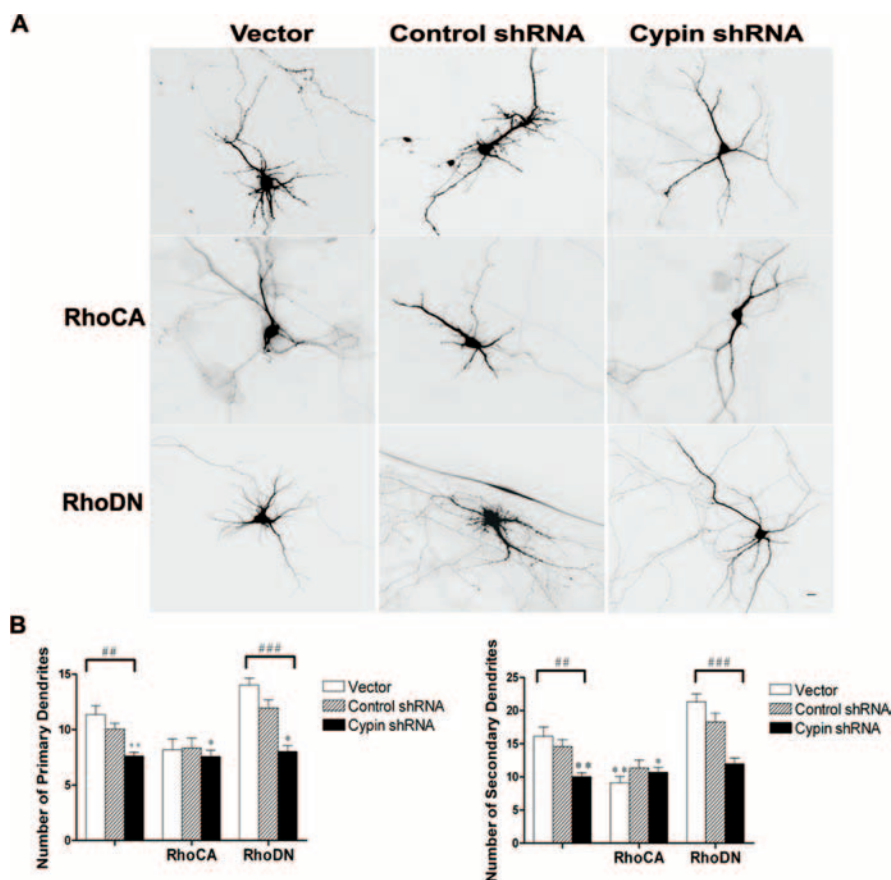 A
Vector Control shRNA Cypin shRNA
RhoCA
RhoDN
B
Number of Primary Dendrites
15
10
5
0
##
###
**
*
*
RhoCA RhoDN
Vector
Control shRNA
Cypin shRNA
Number of Secondary Dendrites
25
20
15
10
5
0
##
###
**
**
*
RhoCA RhoDN
Vector
Control shRNA
Cypin shRNA